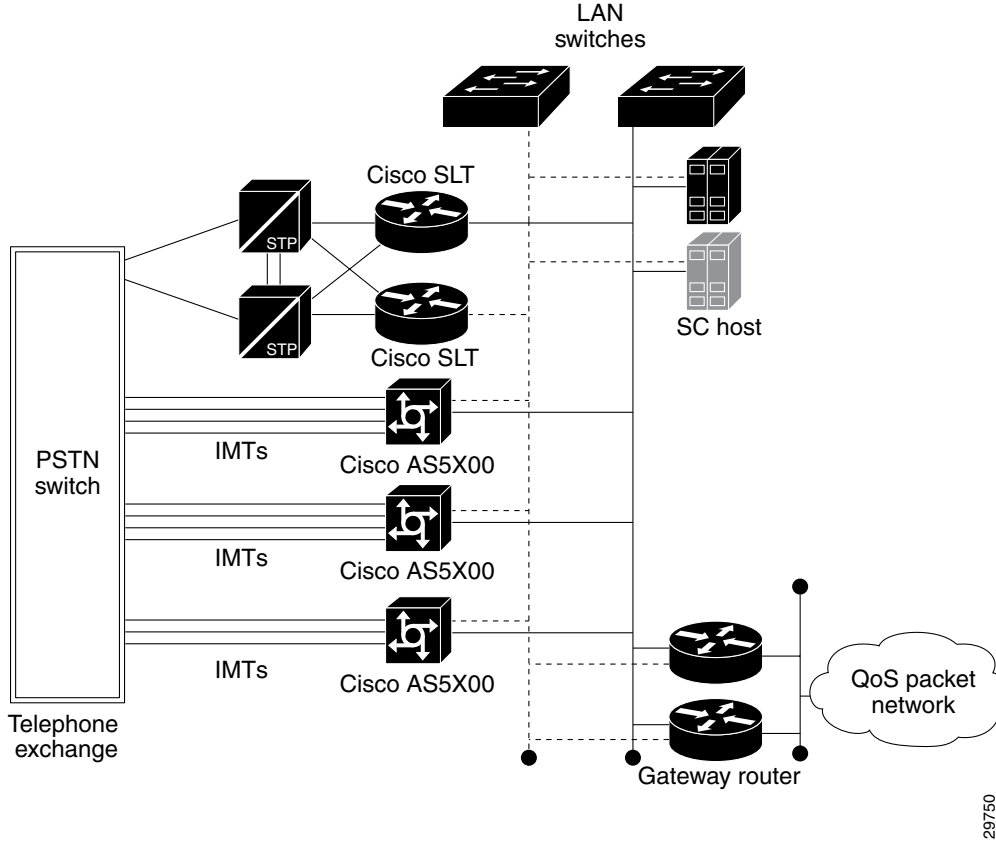 LAN
switches
Cisco SLT
STP
STP
Cisco SLT
SC host
PSTN
switch
IMTs
Cisco AS5X00
IMTs
Cisco AS5X00
IMTs
Cisco AS5X00
QoS packet
network
Telephone
exchange
Gateway router
29750